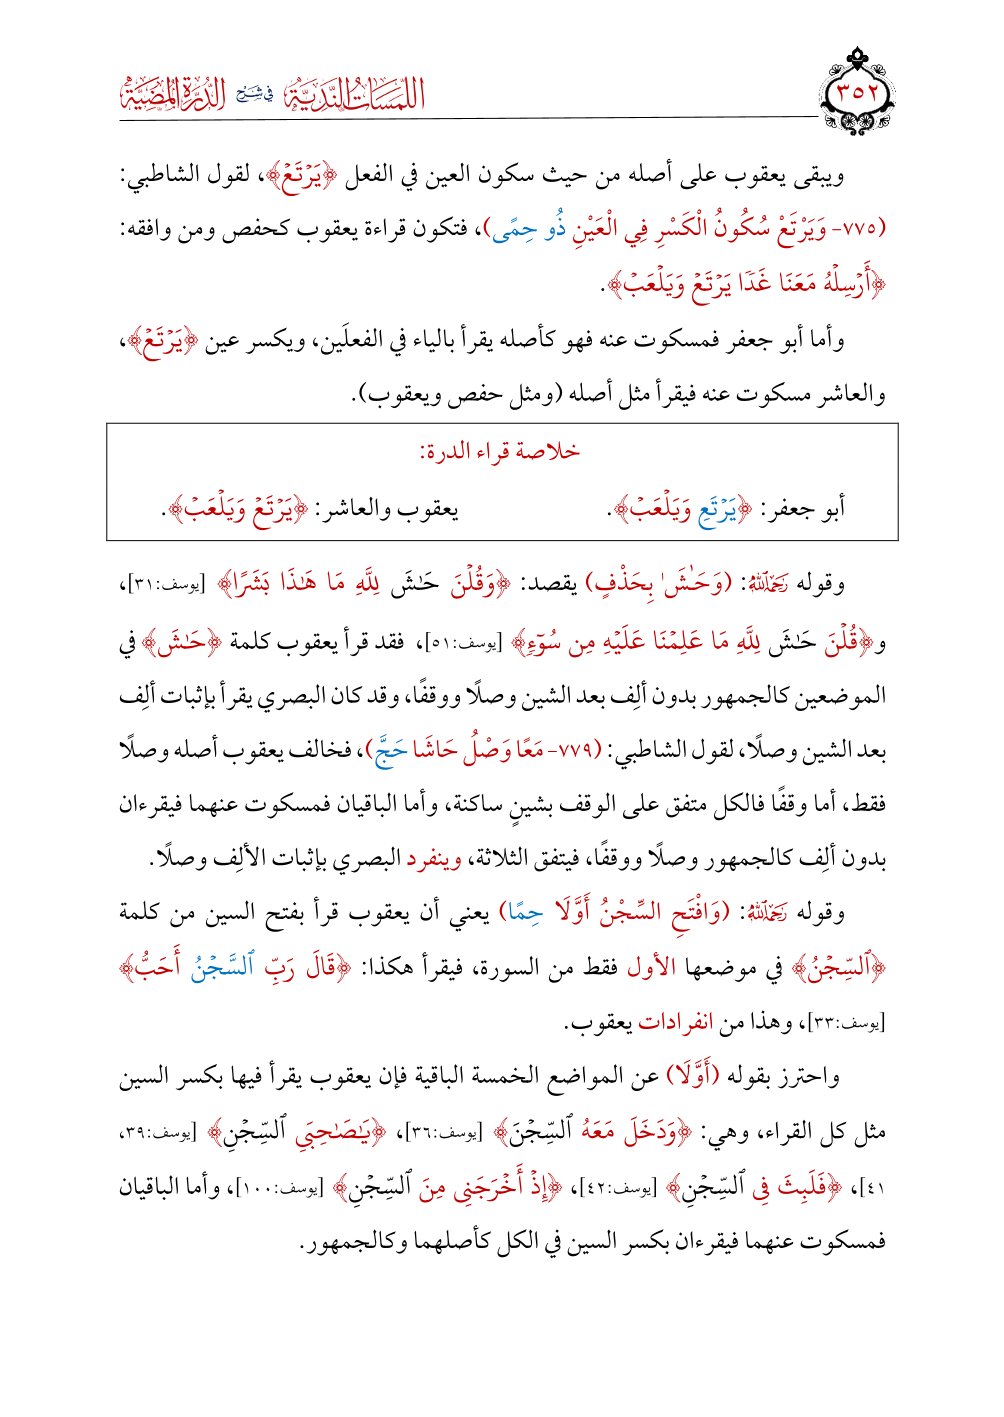 ٣٥٢
اللمسات الندية في شرح الدرة المضية
ويبقى يعقوب على أصله من حيث سكون العين في الفعل ﴿يَرۡتَعۡ﴾، لقول الشاطبي:
(٧٧٥- وَيَرْتَعْ سُكُونُ الْكَسْرِ فِي الْعَيْنِ ذُو حِمًى)، فتكون قراءة يعقوب كحفص ومن وافقه:
﴿أَرۡسِلۡهُ مَعَنَا غَدٗا يَرۡتَعۡ وَيَلۡعَبۡ﴾.
وأما أبو جعفر فمسكوت عنه فهو كأصله يقرأ بالياء في الفعلَين، ويكسر عين ﴿يَرۡتَعۡ﴾،
والعاشر مسكوت عنه فيقرأ مثل أصله (ومثل حفص ويعقوب).
خلاصة قراء الدرة:
أبو جعفر: ﴿يَرۡتَعِ وَيَلۡعَبۡ﴾. يعقوب والعاشر: ﴿يَرۡتَعۡ وَيَلۡعَبۡ﴾.
وقوله رَحِمَهُ اللَّهُ: (وَحَٰشَ ٰ بِحَذْفٍ) يقصد: ﴿وَقُلۡنَ حَٰشَ لِلَّهِ مَا هَٰذَا بَشَرًا﴾ [يوسف:٣١]،
و﴿قُلۡنَ حَٰشَ لِلَّهِ مَا عَلِمۡنَا عَلَيۡهِ مِن سُوٓءٖ﴾ [يوسف:٥١]، فقد قرأ يعقوب كلمة ﴿حَٰشَ﴾ في
الموضعين كالجمهور بدون ألِف بعد الشين وصلًا ووقفًا، وقد كان البصري يقرأ بإثبات ألِف
بعد الشين وصلًا، لقول الشاطبي: (٧٧٩- مَعًا وَصْلُ حَاشَا حَجَّ)، فخالف يعقوب أصله وصلًا
فقط، أما وقفًا فالكل متفق على الوقف بشينٍ ساكنة، وأما الباقيان فمسكوت عنهما فيقرءان
بدون ألِف كالجمهور وصلًا ووقفًا، فيتفق الثلاثة، وينفرد البصري بإثبات الألِف وصلًا.
وقوله رَحِمَهُ اللَّهُ: (وَافْتَحِ السِّجْنُ أَوَّلَا حِمًا) يعني أن يعقوب قرأ بفتح السين من كلمة
﴿ٱلسِّجۡنُ﴾ في موضعها الأول فقط من السورة، فيقرأ هكذا: ﴿قَالَ رَبِّ ٱلسَّجۡنُ أَحَبُّ﴾
[يوسف:٣٣]، وهذا من انفرادات يعقوب.
واحترز بقوله (أَوَّلَا) عن المواضع الخمسة الباقية فإن يعقوب يقرأ فيها بكسر السين
مثل كل القراء، وهي: ﴿وَدَخَلَ مَعَهُ ٱلسِّجۡنَ﴾ [يوسف:٣٦]، ﴿يَٰصَٰحِبَيِ ٱلسِّجۡنِ﴾ [يوسف:٣٩،
٤١]، ﴿فَلَبِثَ فِي ٱلسِّجۡنِ﴾ [يوسف:٤٢]، ﴿إِذۡ أَخۡرَجَنِي مِنَ ٱلسِّجۡنِ﴾ [يوسف:١٠٠]، وأما الباقيان
فمسكوت عنهما فيقرءان بكسر السين في الكل كأصلهما وكالجمهور.